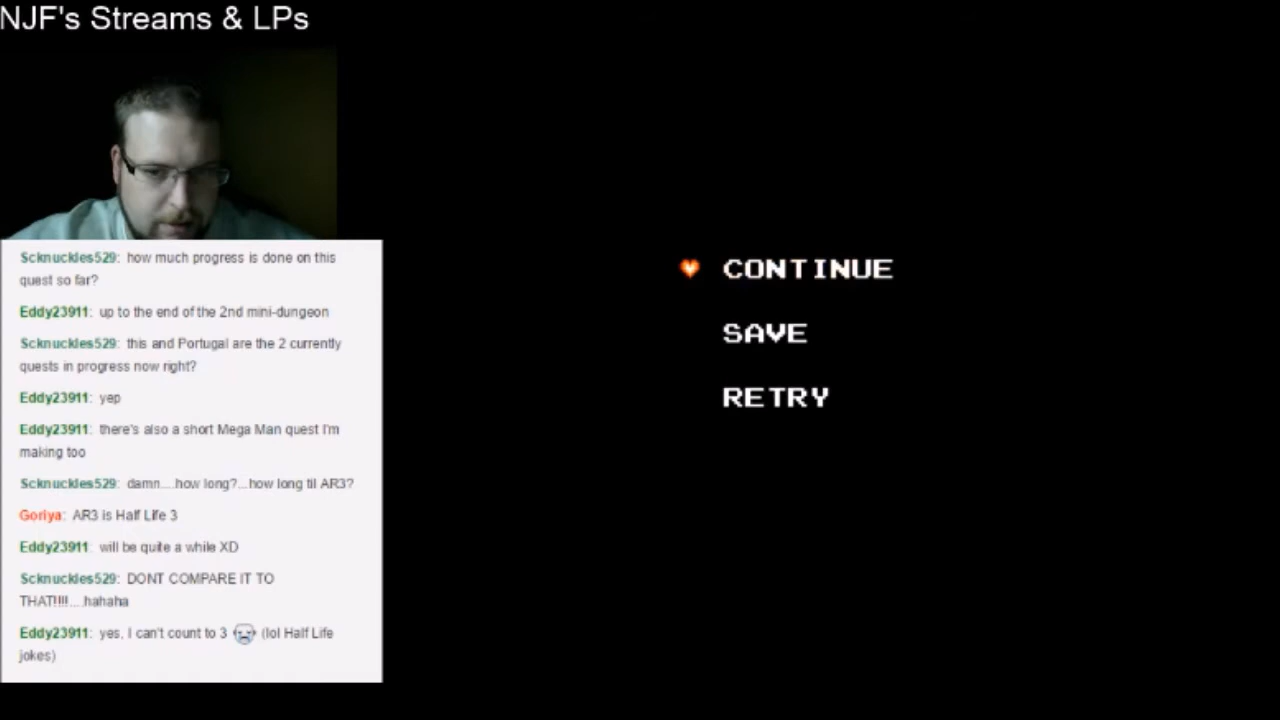 NJF's Streams & LPs
Scknuckles529: how much progress is done on this
quest so far?
Eddy23911: up to the end of the 2nd mini-dungeon
Scknuckles529: this and Portugal are the 2 currently
quests in progress now right?
Eddy23911: yep
Eddy23911: there's also a short Mega Man quest I'm
making too
Scknuckles529: damn....how long?...how long til AR3?
Goriya: AR3 is Half Life 3
Eddy23911: will be quite a while XD
Scknuckles529: DONT COMPARE IT TO
THAT!!!!....hahaha
Eddy23911: yes, I can't count to 3 (lol Half Life
jokes)
CONTINUE
SAVE
RETRY